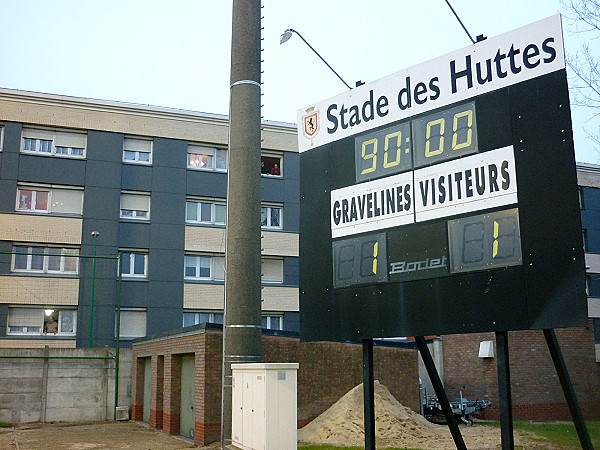 Stade des Huttes
90:00
GRAVELINES VISITEURS
1 Bodet 1